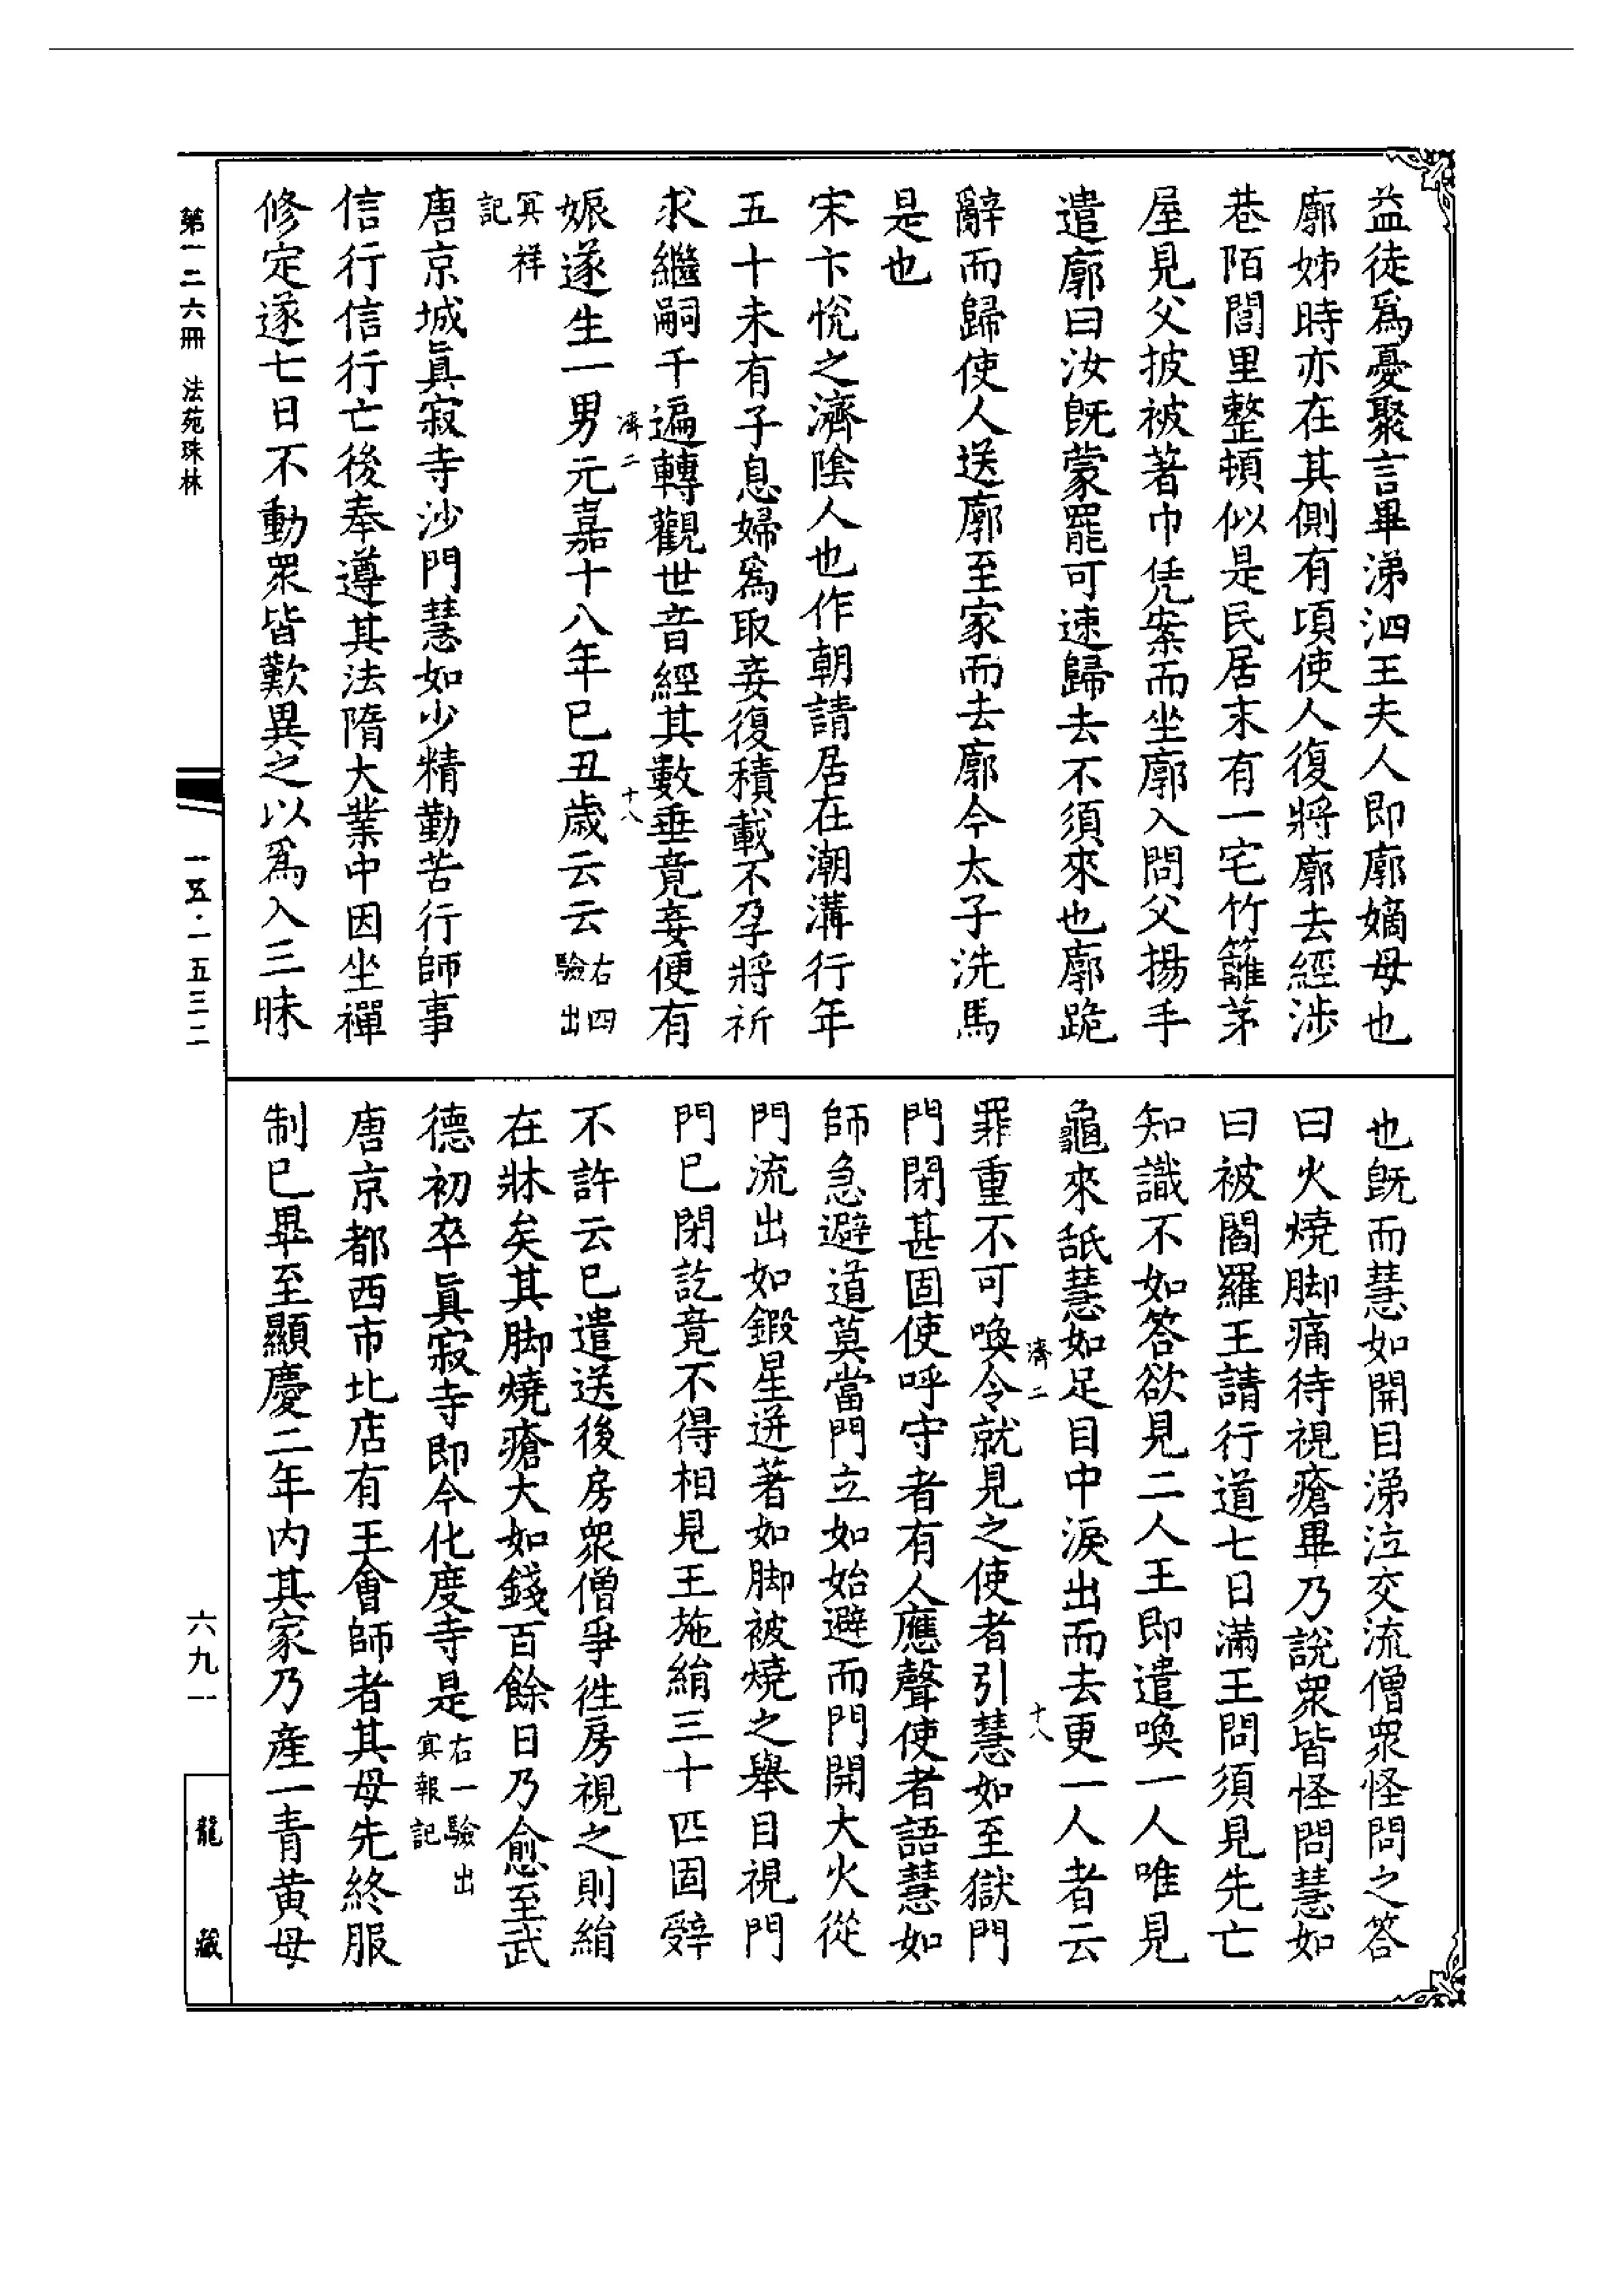 益徒爲憂聚言畢涕泗王夫人即廓嫡母也
廓姊時亦在其側有頃使人復將廓去經涉
巷陌閭里整頓似是民居末有一宅竹籬茅
屋見父披被著巾凭案而坐廓入問父揚手
遣廓曰汝旣蒙罷可速歸去不須來也廓跪
辭而歸使人送廓至家而去廓今太子洗馬
是也
宋卞悅之濟陰人也作朝請居在潮溝行年
五十未有子息婦爲取妾復積載不孕將祈
求繼嗣千遍轉觀世音經其數垂竟妾便有
濟二 十八
娠遂生一男元嘉十八年巳丑歲云云右四驗出
冥祥記
唐京城眞寂寺沙門慧如少精勤苦行師事
信行信行亡後奉遵其法隋大業中因坐禪
修定遂七日不動衆皆歎異之以爲入三昧
也旣而慧如開目涕泣交流僧衆怪問之答
曰火燒脚痛待視瘡畢乃說衆皆怪問慧如
曰被閻羅王請行道七日滿王問須見先亡
知識不如答欲見二人王即遣喚一人唯見
龜來舐慧如足目中淚出而去更一人者云
濟二 十八
罪重不可喚令就見之使者引慧如至獄門
門閉甚固使呼守者有人應聲使者語慧如
師急避道莫當門立如始避而門開大火從
門流出如鍛星迸著如脚被燒之舉目視門
門已閉訖竟不得相見王施絹三十匹固辭
不許云已遣送後房衆僧爭徃房視之則絹
在牀矣其脚燒瘡大如錢百餘日乃愈至武
德初卒眞寂寺即今化度寺是右一驗出冥報記
唐京都西市北店有王會師者其母先終服
制已畢至顯慶二年內其家乃產一青黃母
第一二六冊 法苑珠林
一五·一五三二
六九一
龍藏